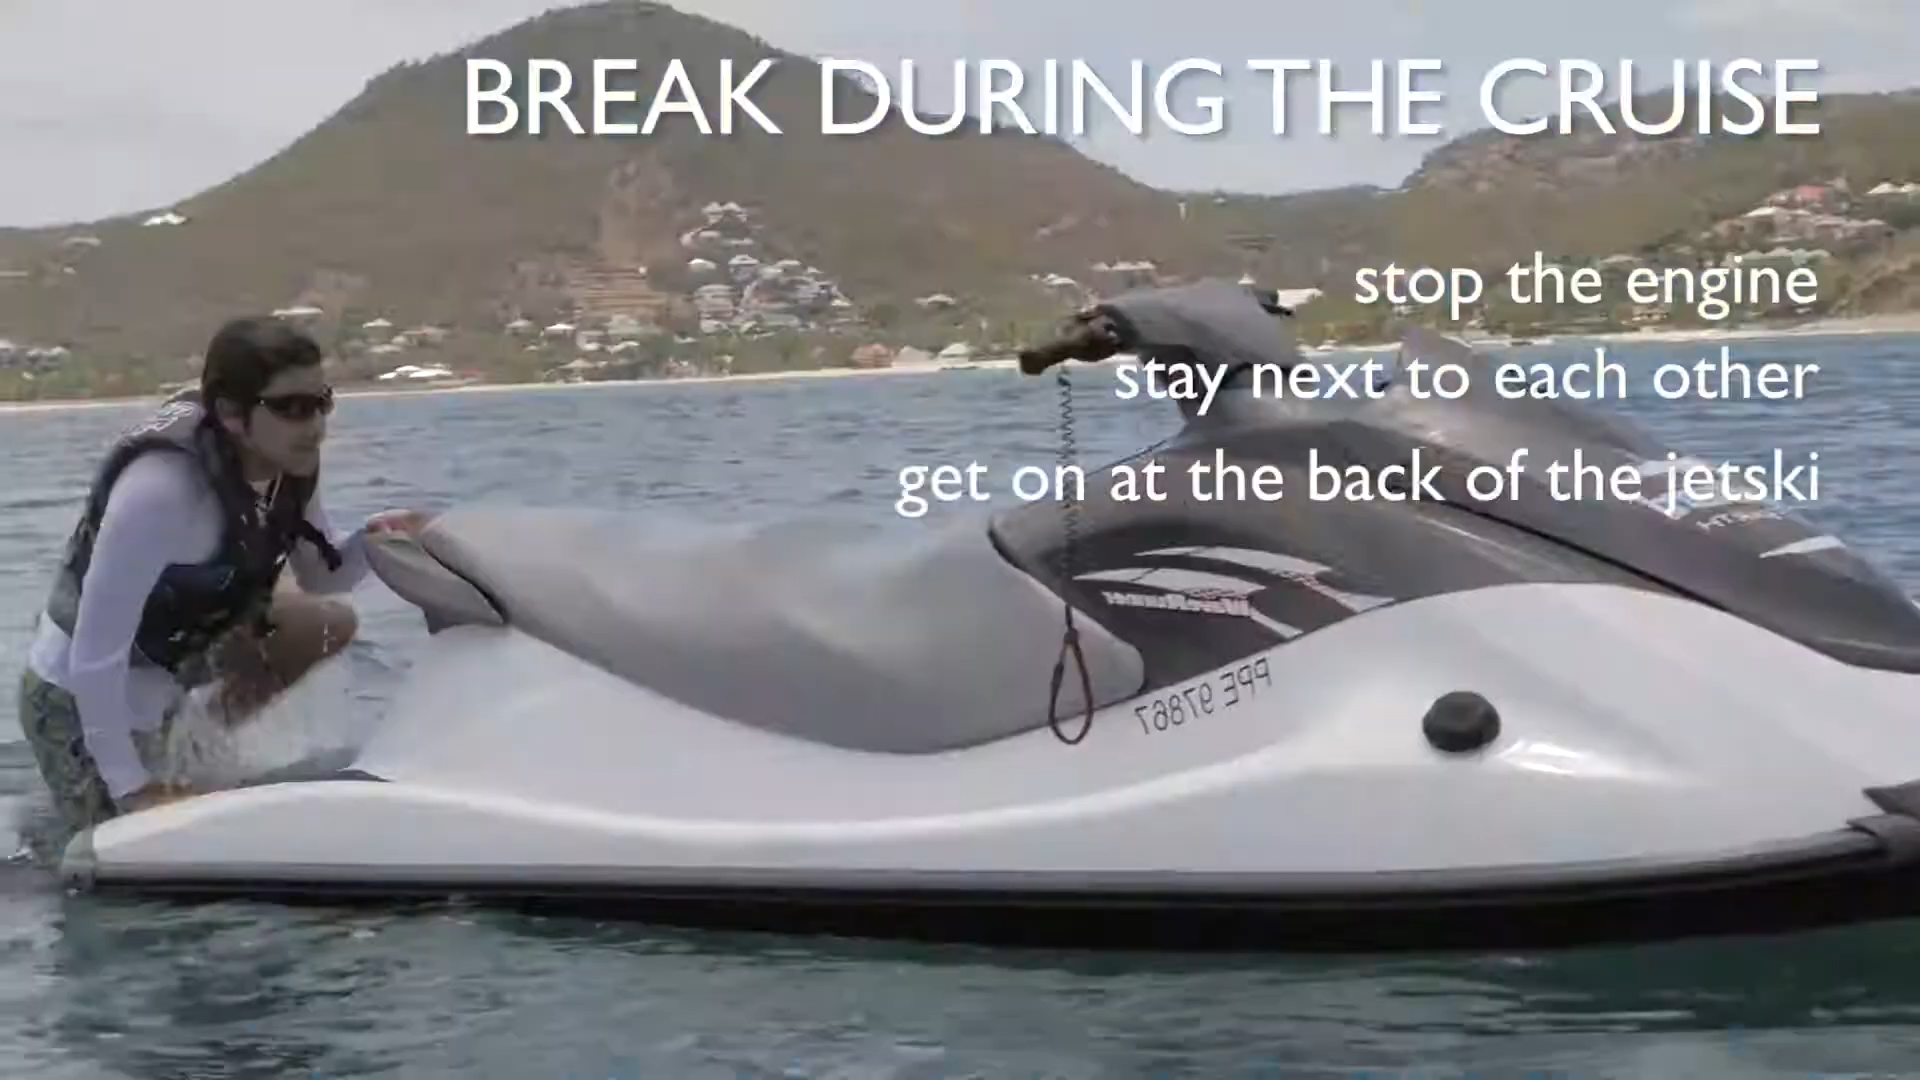 BREAK DURING THE CRUISE
stop the engine
stay next to each other
get on at the back of the jetski
WaveRunner
PPE 97867